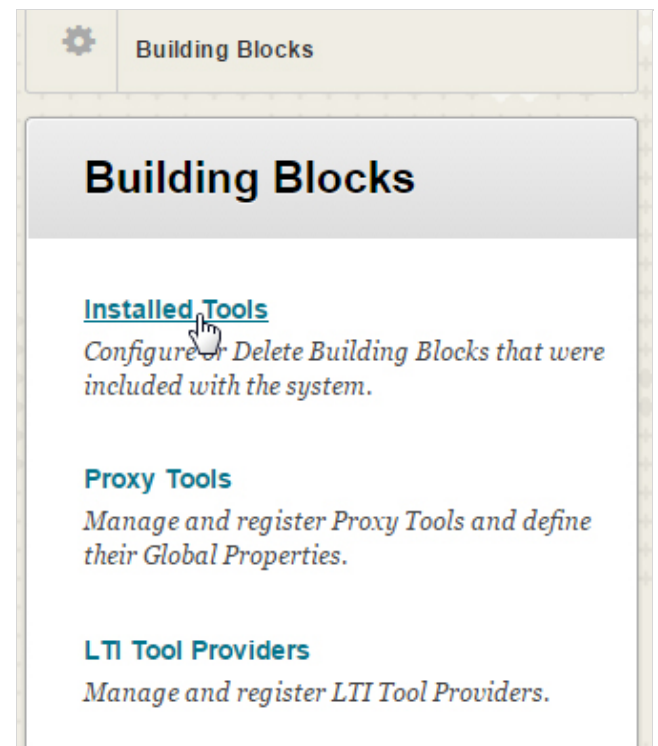 Building Blocks
Building Blocks
Installed Tools
Configure or Delete Building Blocks that were
included with the system.
Proxy Tools
Manage and register Proxy Tools and define
their Global Properties.
LTI Tool Providers
Manage and register LTI Tool Providers.